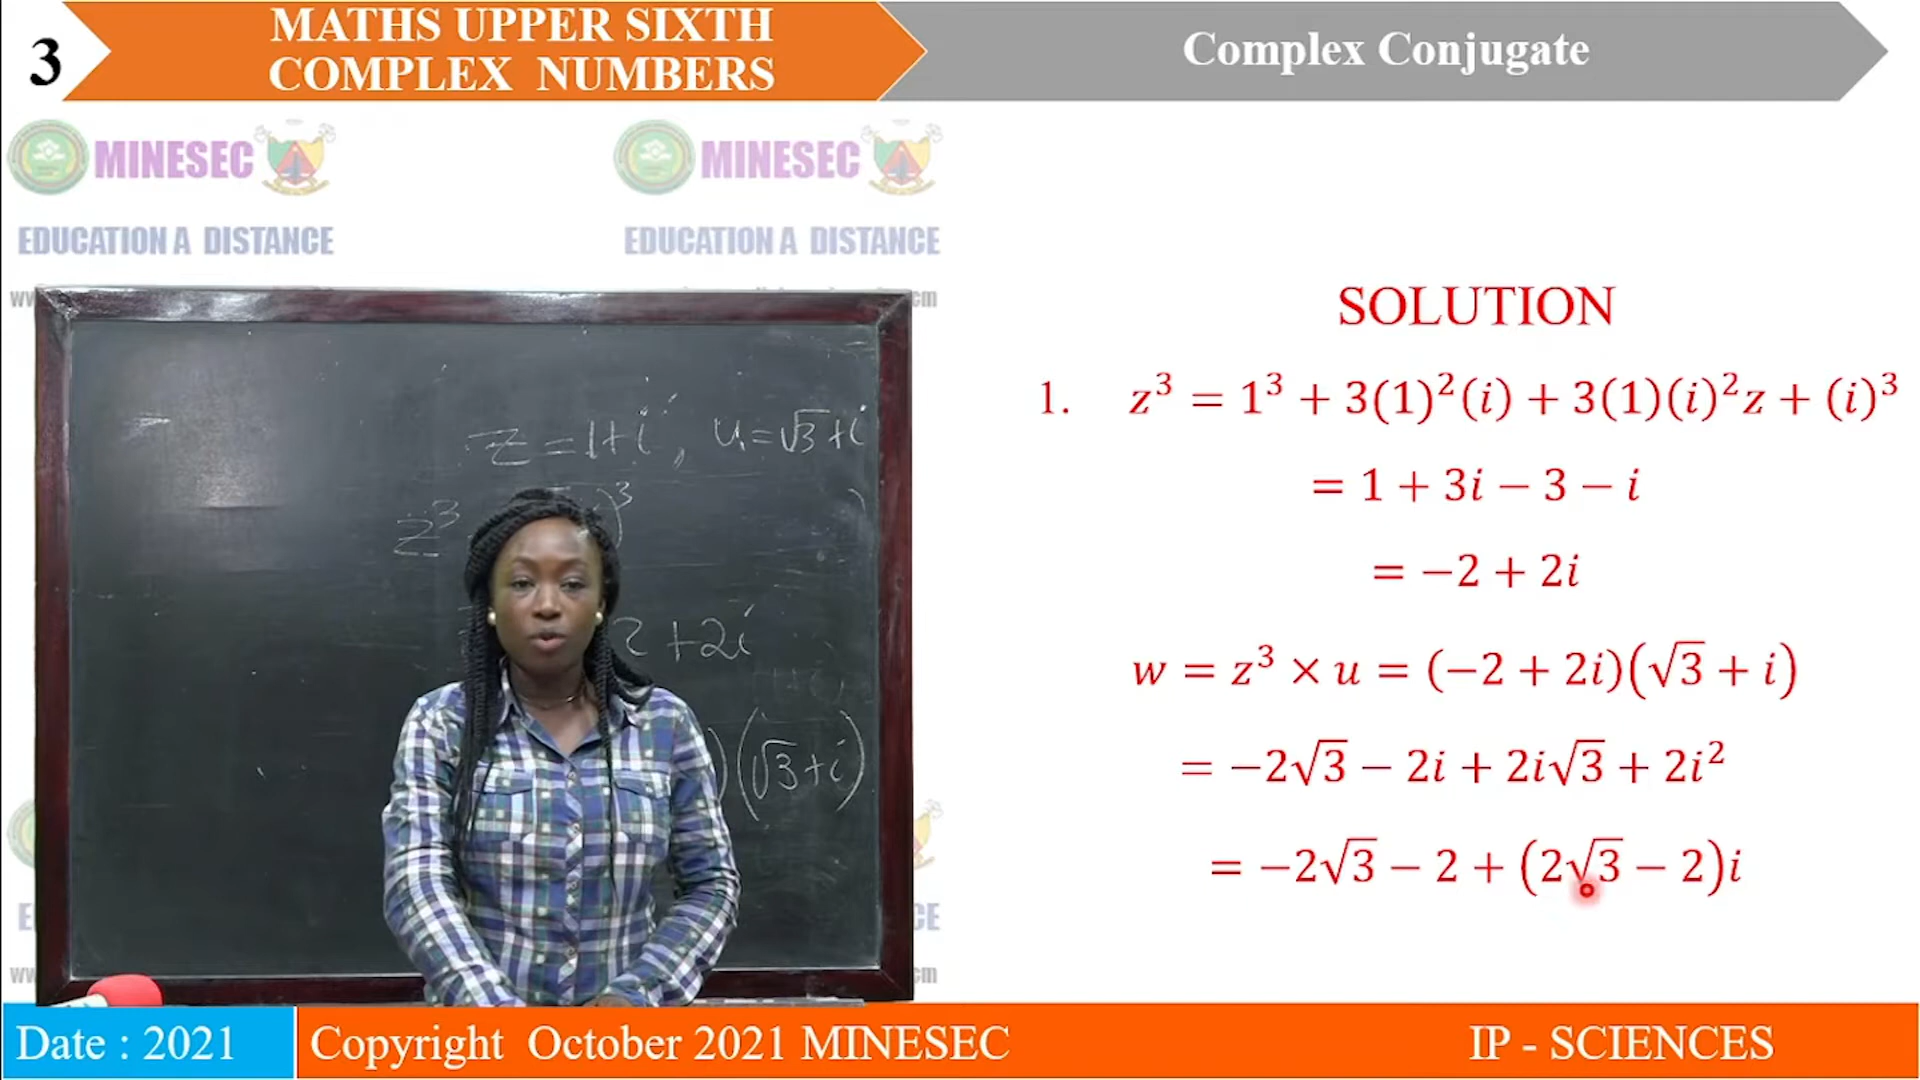 3
MATHS UPPER SIXTH
COMPLEX NUMBERS
Complex Conjugate
MINESEC
MINESEC
EDUCATION A DISTANCE
EDUCATION A DISTANCE
z = 1+i , u = √3+i
z³
)³
+2i
)(√3+i)
SOLUTION
1. z³ = 1³ + 3(1)²(i) + 3(1)(i)²z + (i)³
= 1 + 3i − 3 − i
= −2 + 2i
w = z³ × u = (−2 + 2i)(√3 + i)
= −2√3 − 2i + 2i√3 + 2i²
= −2√3 − 2 + (2√3 − 2)i
Date : 2021
Copyright October 2021 MINESEC
IP - SCIENCES